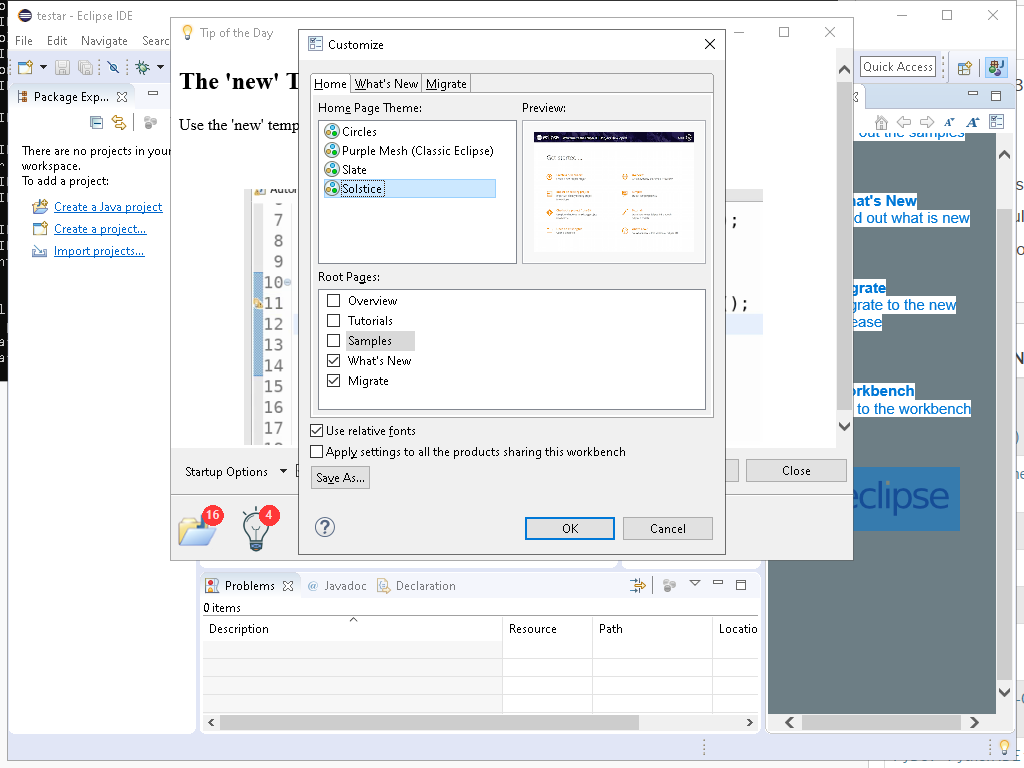 testar - Eclipse IDE
File Edit Navigate Searc
Quick Access
Package Exp...
There are no projects in your
workspace.
To add a project:
Create a Java project
Create a project...
Import projects...
Tip of the Day
The 'new' T
Use the 'new' temp
7
8
9
10
11
12
13
14
15
16
17
;
();
Startup Options
Close
16
4
Customize
Home What's New Migrate
Home Page Theme:
Circles
Purple Mesh (Classic Eclipse)
Slate
Solstice
Preview:
Root Pages:
Overview
Tutorials
Samples
What's New
Migrate
Use relative fonts
Apply settings to all the products sharing this workbench
Save As...
OK
Cancel
out the samples
hat's New
d out what is new
grate
grate to the new
ease
orkbench
to the workbench
eclipse
Problems Javadoc Declaration
0 items
Description Resource Path Locatio